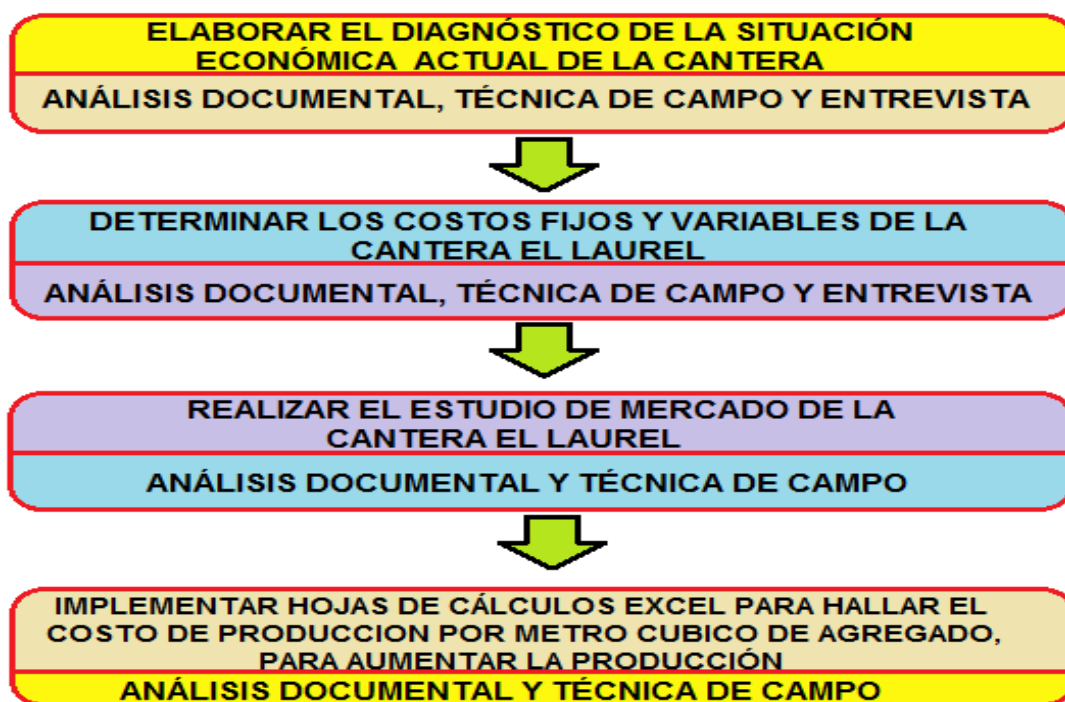 ELABORAR EL DIAGNÓSTICO DE LA SITUACIÓN
ECONÓMICA ACTUAL DE LA CANTERA
ANÁLISIS DOCUMENTAL, TÉCNICA DE CAMPO Y ENTREVISTA
DETERMINAR LOS COSTOS FIJOS Y VARIABLES DE LA
CANTERA EL LAUREL
ANÁLISIS DOCUMENTAL, TÉCNICA DE CAMPO Y ENTREVISTA
REALIZAR EL ESTUDIO DE MERCADO DE LA
CANTERA EL LAUREL
ANÁLISIS DOCUMENTAL Y TÉCNICA DE CAMPO
IMPLEMENTAR HOJAS DE CÁLCULOS EXCEL PARA HALLAR EL
COSTO DE PRODUCCION POR METRO CUBICO DE AGREGADO,
PARA AUMENTAR LA PRODUCCIÓN
ANÁLISIS DOCUMENTAL Y TÉCNICA DE CAMPO